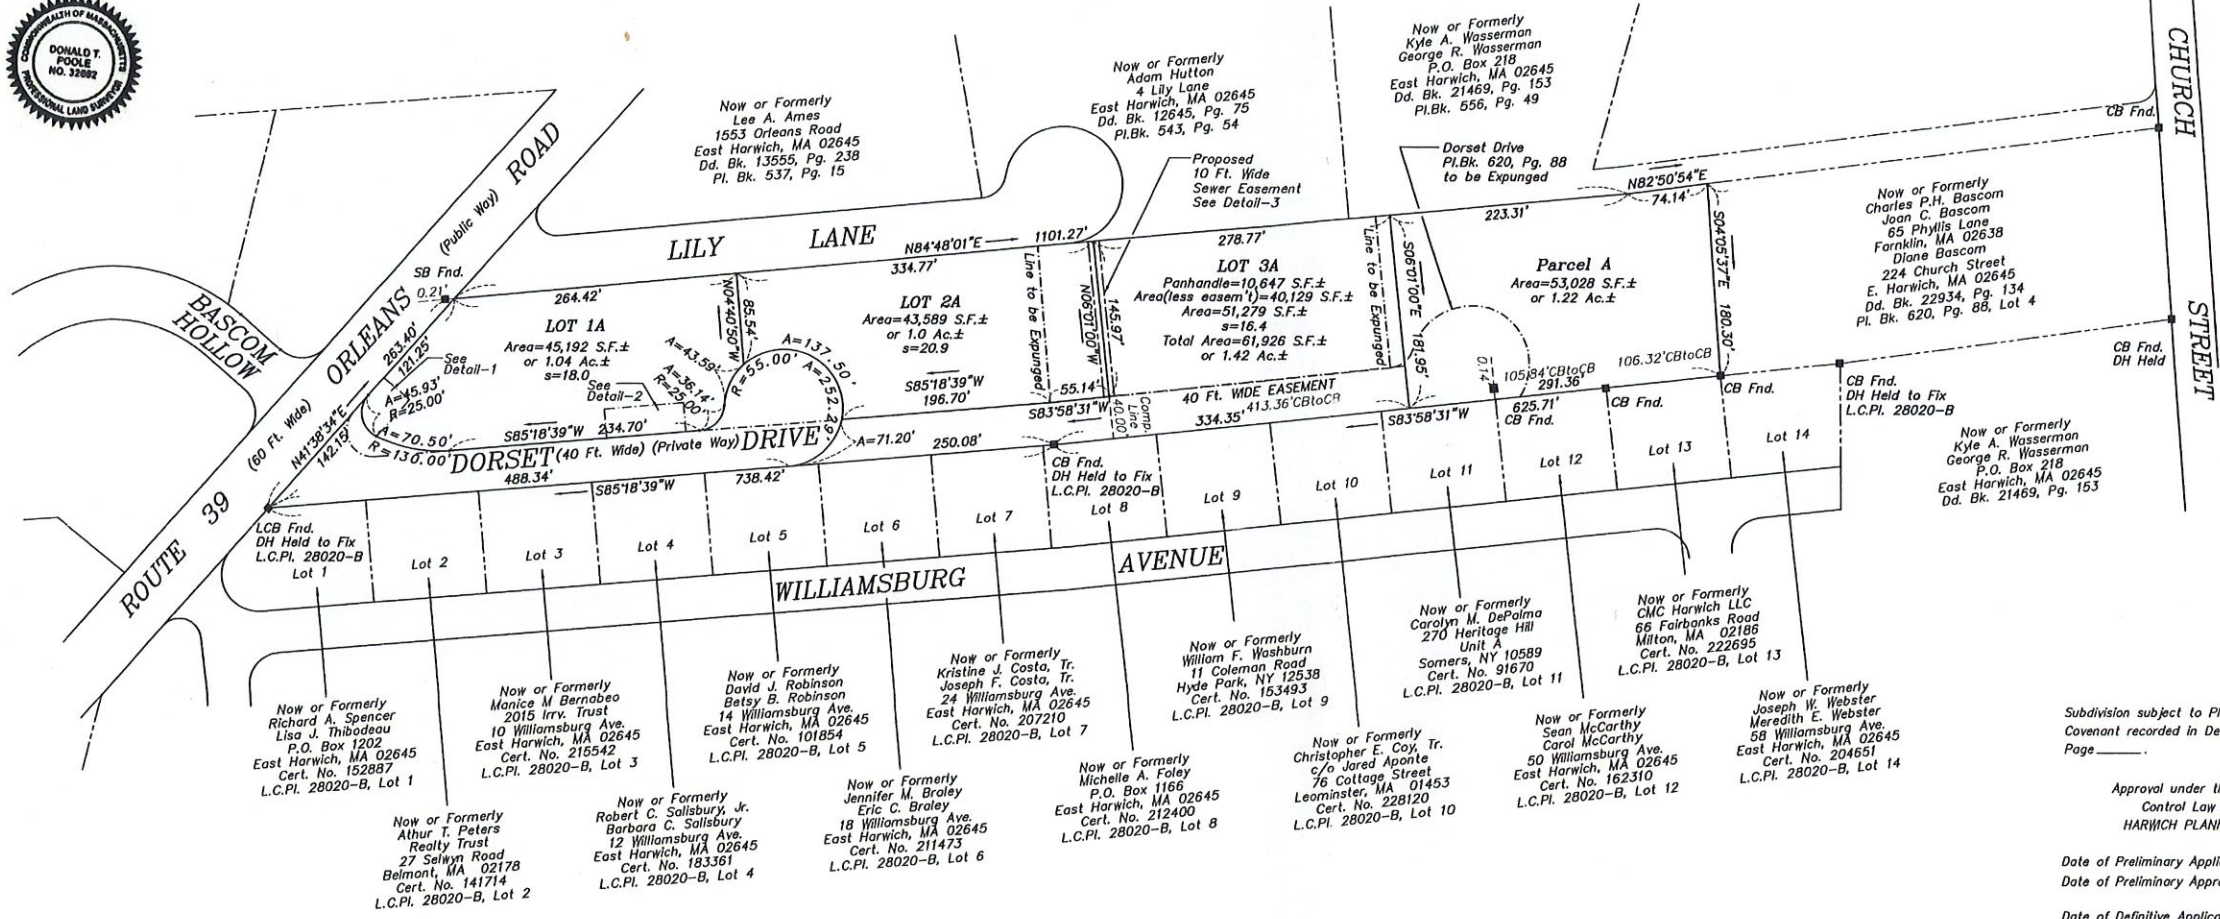 COMMONWEALTH OF MASSACHUSETTS
DONALD T.
POOLE
NO. 32662
PROFESSIONAL LAND SURVEYOR
Now or Formerly
Lee A. Ames
1553 Orleans Road
East Harwich, MA 02645
Dd. Bk. 13555, Pg. 238
Pl. Bk. 537, Pg. 15
Now or Formerly
Adam Hutton
4 Lily Lane
East Harwich, MA 02645
Dd. Bk. 12645, Pg. 75
Pl.Bk. 543, Pg. 54
Now or Formerly
Kyle A. Wasserman
George R. Wasserman
P.O. Box 218
East Harwich, MA 02645
Dd. Bk. 21469, Pg. 153
Pl.Bk. 556, Pg. 49
CHURCH
STREET
CB Fnd.
Proposed
10 Ft. Wide
Sewer Easement
See Detail-3
Dorset Drive
Pl.Bk. 620, Pg. 88
to be Expunged
N82°50'54"E
74.14'
Now or Formerly
Charles P.H. Bascom
Joan C. Bascom
65 Phyllis Lane
Fornklin, MA 02638
Diane Bascom
224 Church Street
E. Harwich, MA 02645
Dd. Bk. 22934, Pg. 134
Pl. Bk. 620, Pg. 88, Lot 4
CB Fnd.
DH Held
ROUTE 39
ORLEANS ROAD
(60 Ft. Wide)
(Public Way)
BASCOM
HOLLOW
SB Fnd.
0.21'
263.40'
121.25'
N41°38'34"E
142.15'
See
Detail-1
A=45.93'
R=25.00'
A=70.50'
R=130.00'
LILY LANE
N84°48'01"E
1101.27'
264.42'
334.77'
278.77'
223.31'
LOT 1A
Area=45,192 S.F.±
or 1.04 Ac.±
s=18.0
See
Detail-2
N04°40'50"W
85.54'
A=43.59'
A=36.14'
R=25.00'
R=55.00'
A=137.50'
A=252.29'
LOT 2A
Area=43,589 S.F.±
or 1.0 Ac.±
s=20.9
S85°18'39"W
196.70'
Line to be Expunged
N06°01'00"W
145.97'
LOT 3A
Panhandle=10,647 S.F.±
Area(less easem't)=40,129 S.F.±
Area=51,279 S.F.±
s=16.4
Total Area=61,926 S.F.±
or 1.42 Ac.±
Line to be Expunged
S06°01'00"E
181.95'
Parcel A
Area=53,028 S.F.±
or 1.22 Ac.±
S04°05'37"E
180.30'
0.14'
105.84'CBtoCB
106.32'CBtoCB
291.36'
625.71'
CB Fnd.
CB Fnd.
CB Fnd.
CB Fnd.
DH Held to Fix
L.C.Pl. 28020-B
55.14'
S83°58'31"W
Comp.
Line
40.00'
40 Ft. WIDE EASEMENT
334.35'
413.36'CBtoCB
S83°58'31"W
S85°18'39"W
234.70'
DORSET (40 Ft. Wide) (Private Way) DRIVE
488.34'
S85°18'39"W
738.42'
A=71.20'
250.08'
CB Fnd.
DH Held to Fix
L.C.Pl. 28020-B
LCB Fnd.
DH Held to Fix
L.C.Pl. 28020-B
Lot 1
Lot 2
Lot 3
Lot 4
Lot 5
Lot 6
Lot 7
Lot 8
Lot 9
Lot 10
Lot 11
Lot 12
Lot 13
Lot 14
WILLIAMSBURG AVENUE
Now or Formerly
Kyle A. Wasserman
George R. Wasserman
P.O. Box 218
East Harwich, MA 02645
Dd. Bk. 21469, Pg. 153
Now or Formerly
Richard A. Spencer
Lisa J. Thibodeau
P.O. Box 1202
East Harwich, MA 02645
Cert. No. 152887
L.C.Pl. 28020-B, Lot 1
Now or Formerly
Athur T. Peters
Realty Trust
27 Selwyn Road
Belmont, MA 02178
Cert. No. 141714
L.C.Pl. 28020-B, Lot 2
Now or Formerly
Manice M Bernabeo
2015 Irrv. Trust
10 Williamsburg Ave.
East Harwich, MA 02645
Cert. No. 215542
L.C.Pl. 28020-B, Lot 3
Now or Formerly
Robert C. Salisbury, Jr.
Barbara C. Salisbury
12 Williamsburg Ave.
East Harwich, MA 02645
Cert. No. 183361
L.C.Pl. 28020-B, Lot 4
Now or Formerly
David J. Robinson
Betsy B. Robinson
14 Williamsburg Ave.
East Harwich, MA 02645
Cert. No. 101854
L.C.Pl. 28020-B, Lot 5
Now or Formerly
Jennifer M. Broley
Eric C. Broley
18 Williamsburg Ave.
East Harwich, MA 02645
Cert. No. 211473
L.C.Pl. 28020-B, Lot 6
Now or Formerly
Kristine J. Costa, Tr.
Joseph F. Costa, Tr.
24 Williamsburg Ave.
East Harwich, MA 02645
Cert. No. 207210
L.C.Pl. 28020-B, Lot 7
Now or Formerly
Michelle A. Foley
P.O. Box 1166
East Harwich, MA 02645
Cert. No. 212400
L.C.Pl. 28020-B, Lot 8
Now or Formerly
William F. Washburn
11 Coleman Road
Hyde Park, NY 12538
Cert. No. 153493
L.C.Pl. 28020-B, Lot 9
Now or Formerly
Christopher E. Coy, Tr.
c/o Jared Aponte
76 Cottage Street
Leominster, MA 01453
Cert. No. 228120
L.C.Pl. 28020-B, Lot 10
Now or Formerly
Carolyn M. DePalma
270 Heritage Hill
Unit A
Somers, NY 10589
Cert. No. 91670
L.C.Pl. 28020-B, Lot 11
Now or Formerly
Sean McCarthy
Carol McCarthy
50 Williamsburg Ave.
East Harwich, MA 02645
Cert. No. 162310
L.C.Pl. 28020-B, Lot 12
Now or Formerly
CMC Harwich LLC
66 Fairbanks Road
Milton, MA 02186
Cert. No. 222695
L.C.Pl. 28020-B, Lot 13
Now or Formerly
Joseph W. Webster
Meredith E. Webster
58 Williamsburg Ave.
East Harwich, MA 02645
Cert. No. 204651
L.C.Pl. 28020-B, Lot 14
Subdivision subject to Pl
Covenant recorded in De
Page ____.
Approval under t
Control Law
HARWICH PLAN
Date of Preliminary Appli
Date of Preliminary Appr
Date of Definitive Applic